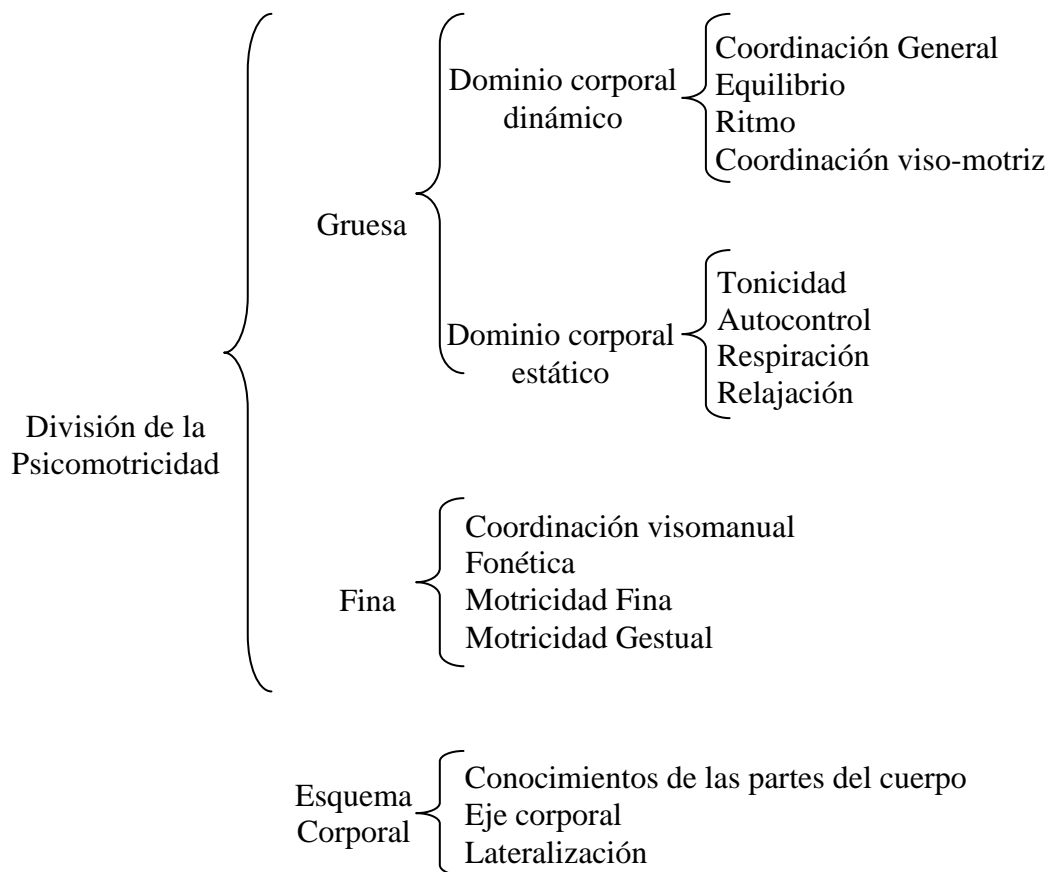 División de la
Psicomotricidad
Gruesa
Dominio corporal
dinámico
Coordinación General
Equilibrio
Ritmo
Coordinación viso-motriz
Dominio corporal
estático
Tonicidad
Autocontrol
Respiración
Relajación
Fina
Coordinación visomanual
Fonética
Motricidad Fina
Motricidad Gestual
Esquema
Corporal
Conocimientos de las partes del cuerpo
Eje corporal
Lateralización